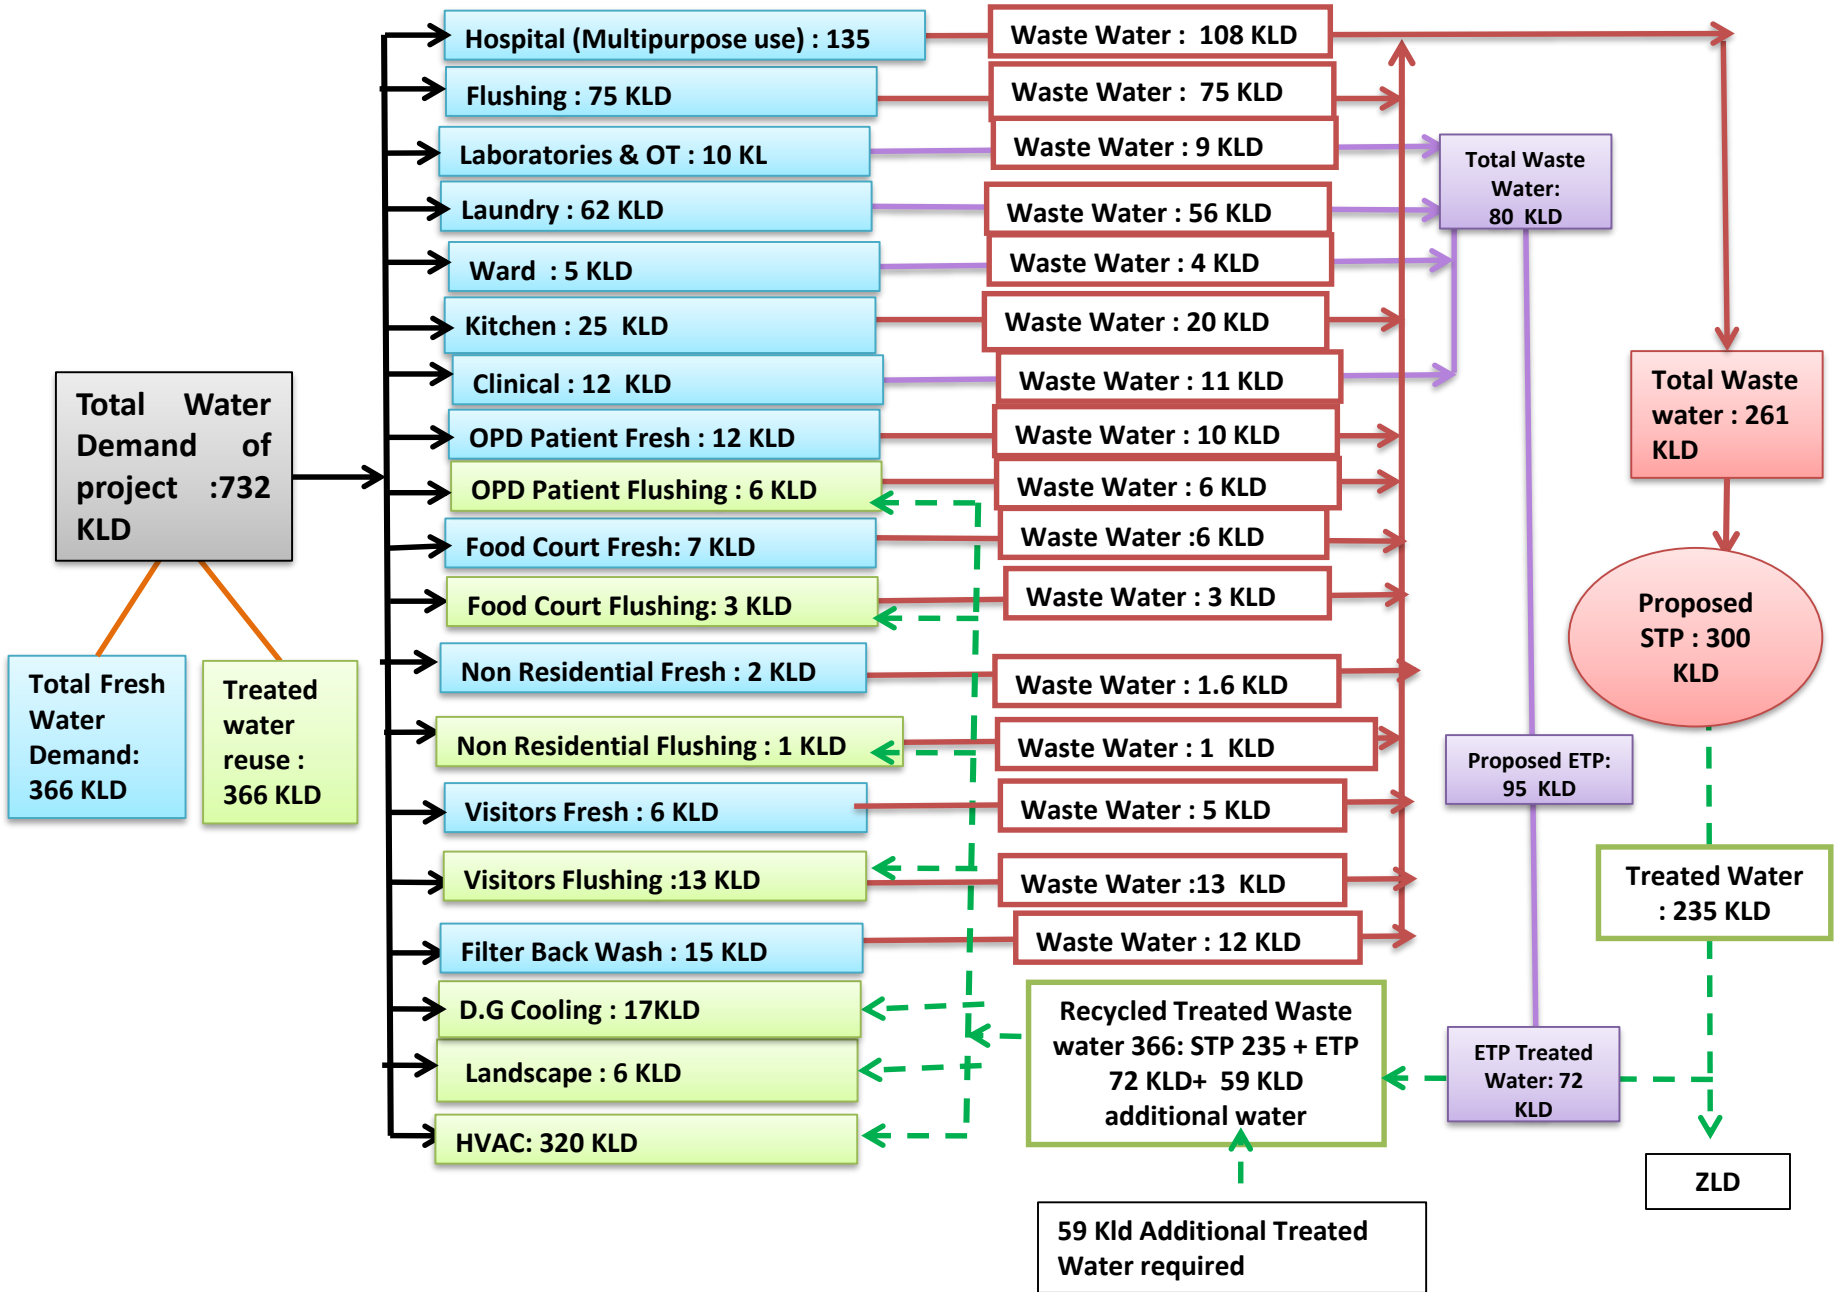 Hospital (Multipurpose use) : 135
Waste Water : 108 KLD
Flushing : 75 KLD
Waste Water : 75 KLD
Laboratories & OT : 10 KL
Waste Water : 9 KLD
Total Waste
Water:
80 KLD
Laundry : 62 KLD
Waste Water : 56 KLD
Ward : 5 KLD
Waste Water : 4 KLD
Kitchen : 25 KLD
Waste Water : 20 KLD
Clinical : 12 KLD
Waste Water : 11 KLD
Total Waste
water : 261
KLD
Total Water
Demand of
project :732
KLD
OPD Patient Fresh : 12 KLD
Waste Water : 10 KLD
OPD Patient Flushing : 6 KLD
Waste Water : 6 KLD
Food Court Fresh: 7 KLD
Waste Water :6 KLD
Food Court Flushing: 3 KLD
Waste Water : 3 KLD
Proposed
STP : 300
KLD
Total Fresh
Water
Demand:
366 KLD
Treated
water
reuse :
366 KLD
Non Residential Fresh : 2 KLD
Waste Water : 1.6 KLD
Non Residential Flushing : 1 KLD
Waste Water : 1 KLD
Proposed ETP:
95 KLD
Visitors Fresh : 6 KLD
Waste Water : 5 KLD
Visitors Flushing :13 KLD
Waste Water :13 KLD
Treated Water
: 235 KLD
Filter Back Wash : 15 KLD
Waste Water : 12 KLD
D.G Cooling : 17KLD
Landscape : 6 KLD
HVAC: 320 KLD
Recycled Treated Waste
water 366: STP 235 + ETP
72 KLD+ 59 KLD
additional water
ETP Treated
Water: 72
KLD
ZLD
59 Kld Additional Treated
Water required